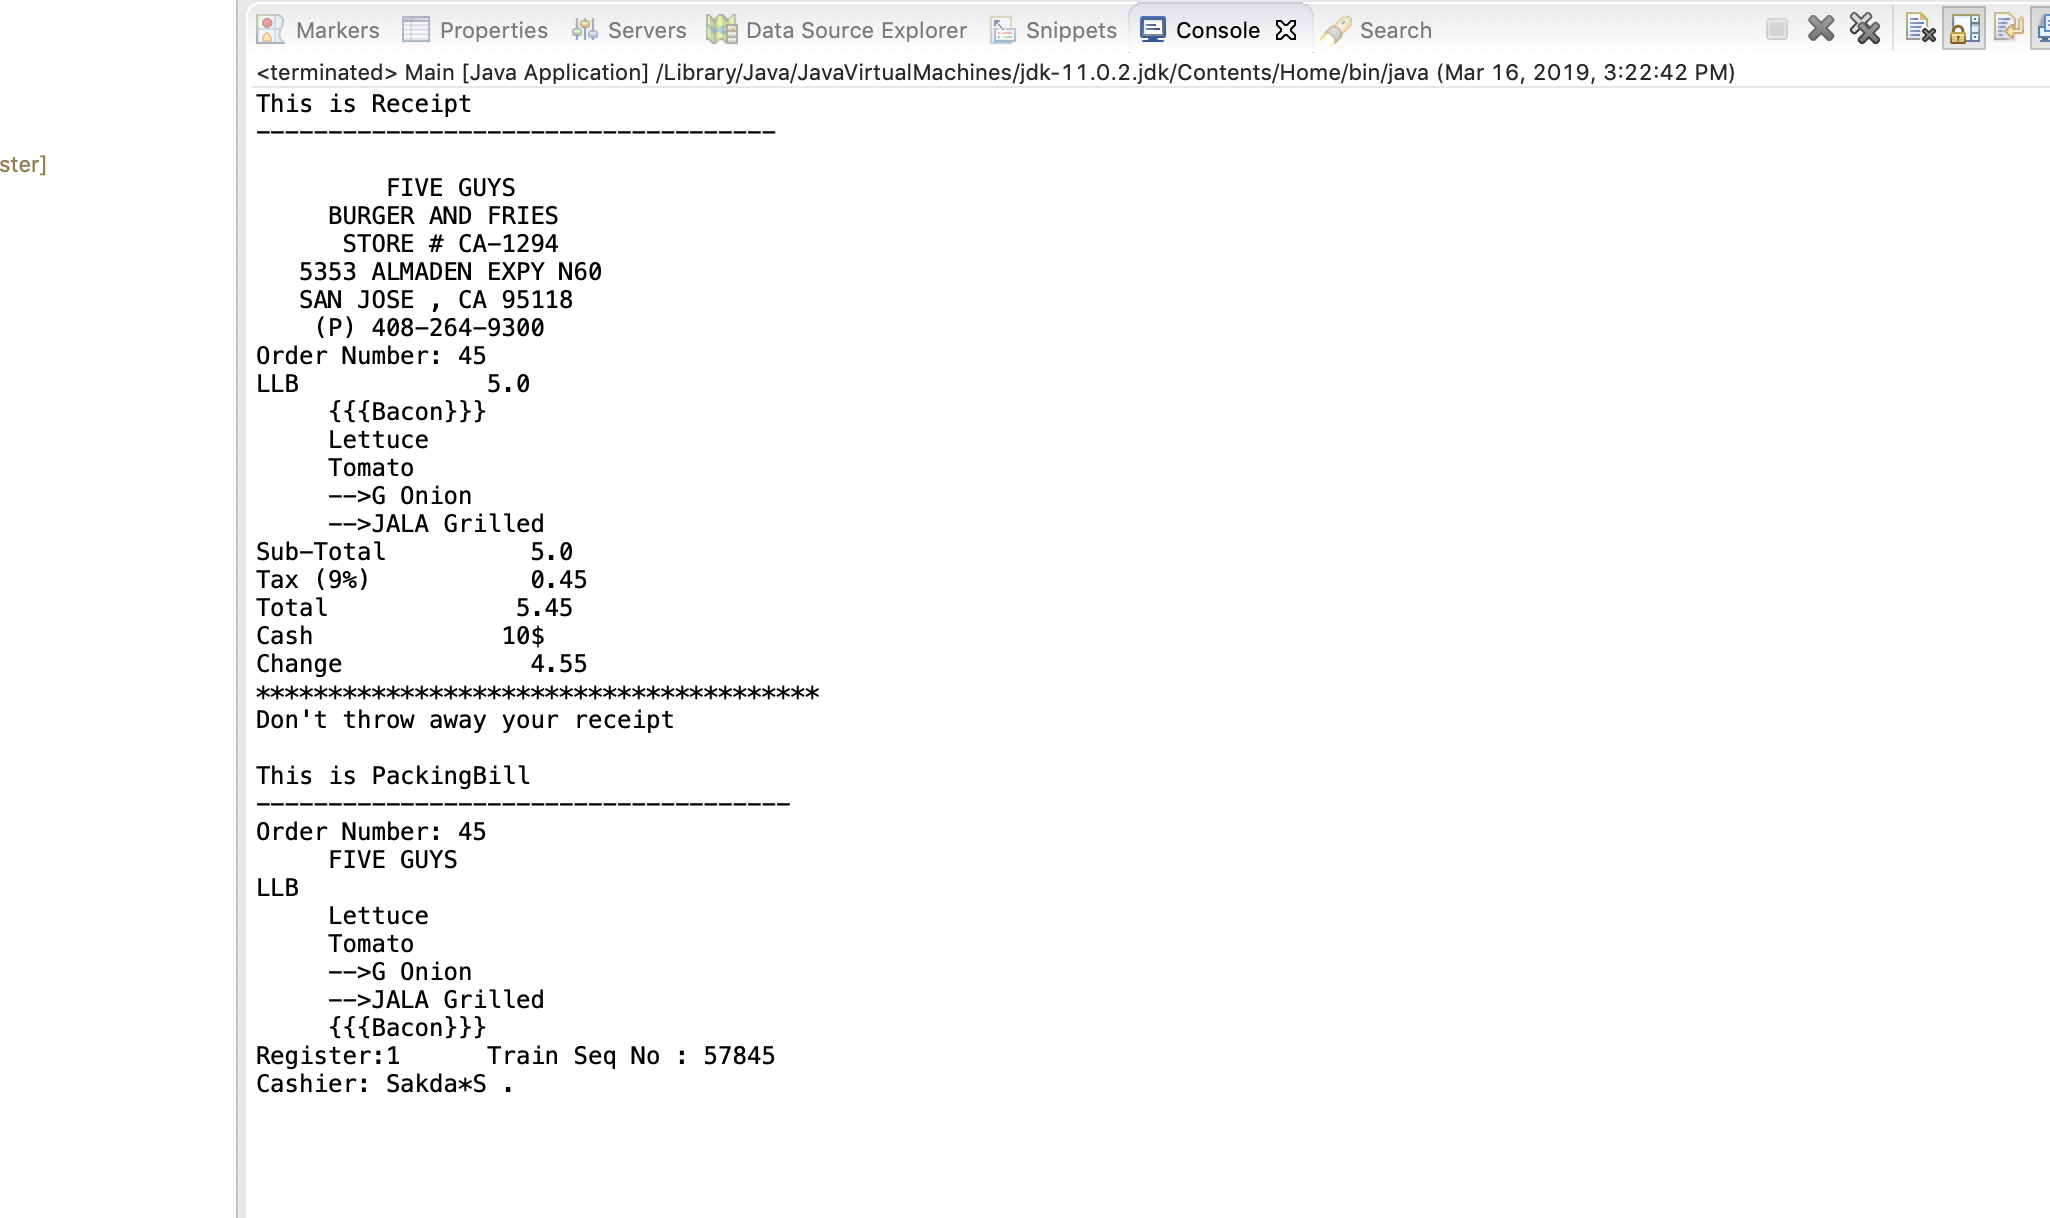 Markers Properties Servers Data Source Explorer Snippets Console Search
<terminated> Main [Java Application] /Library/Java/JavaVirtualMachines/jdk-11.0.2.jdk/Contents/Home/bin/java (Mar 16, 2019, 3:22:42 PM)
ster]
This is Receipt
------------------------------------
FIVE GUYS
BURGER AND FRIES
STORE # CA-1294
5353 ALMADEN EXPY N60
SAN JOSE , CA 95118
(P) 408-264-9300
Order Number: 45
LLB 5.0
{{{Bacon}}}
Lettuce
Tomato
-->G Onion
-->JALA Grilled
Sub-Total 5.0
Tax (9%) 0.45
Total 5.45
Cash 10$
Change 4.55
***************************************
Don't throw away your receipt
This is PackingBill
-------------------------------------
Order Number: 45
FIVE GUYS
LLB
Lettuce
Tomato
-->G Onion
-->JALA Grilled
{{{Bacon}}}
Register:1 Train Seq No : 57845
Cashier: Sakda*S .